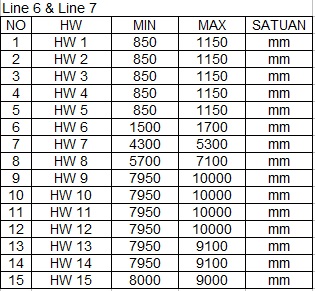 Line 6 & Line 7
NO HW MIN MAX SATUAN
1 HW 1 850 1150 mm
2 HW 2 850 1150 mm
3 HW 3 850 1150 mm
4 HW 4 850 1150 mm
5 HW 5 850 1150 mm
6 HW 6 1500 1700 mm
7 HW 7 4300 5300 mm
8 HW 8 5700 7100 mm
9 HW 9 7950 10000 mm
10 HW 10 7950 10000 mm
11 HW 11 7950 10000 mm
12 HW 12 7950 10000 mm
13 HW 13 7950 9100 mm
14 HW 14 7950 9100 mm
15 HW 15 8000 9000 mm